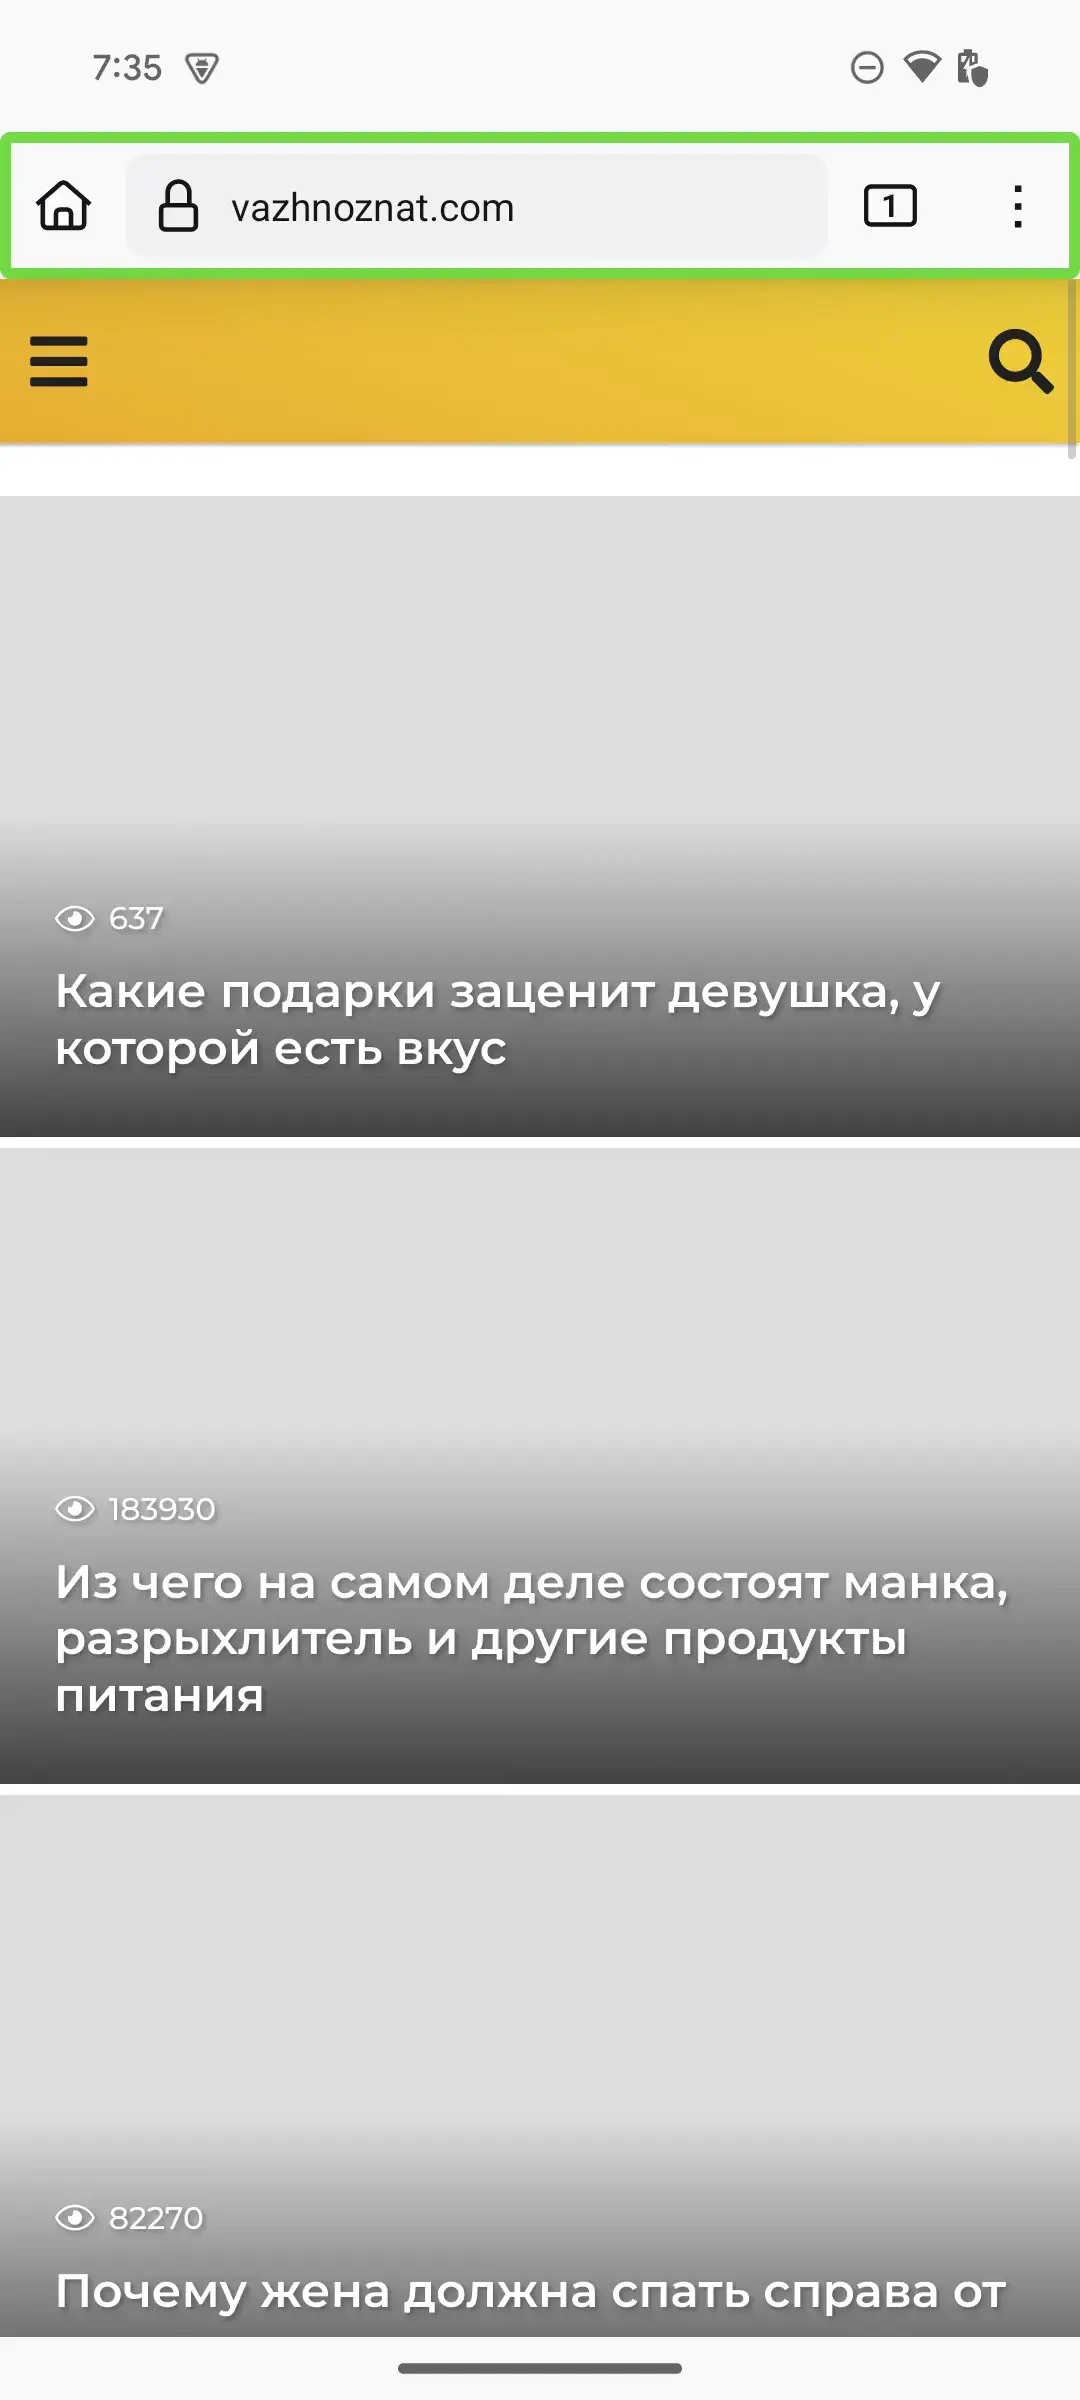 7:35
vazhnoznat.com
1
637
Какие подарки заценит девушка, у
которой есть вкус
183930
Из чего на самом деле состоят манка,
разрыхлитель и другие продукты
питания
82270
Почему жена должна спать справа от